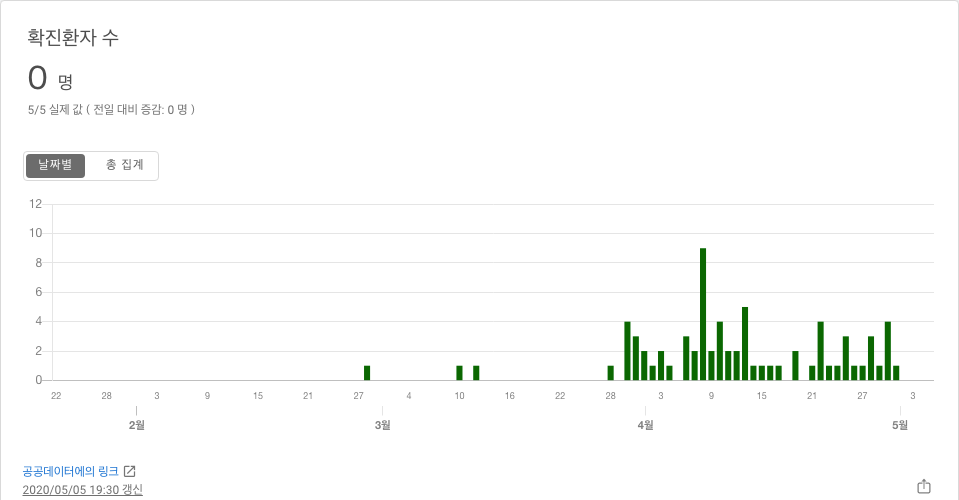 확진환자 수
0 명
5/5 실제 값 ( 전일 대비 증감: 0 명 )
날짜별 총 집계
12
10
8
6
4
2
0
22 28 3 9 15 21 27 4 10 16 22 28 3 9 15 21 27 3
2월 3월 4월 5월
공공데이터에의 링크
2020/05/05 19:30 갱신